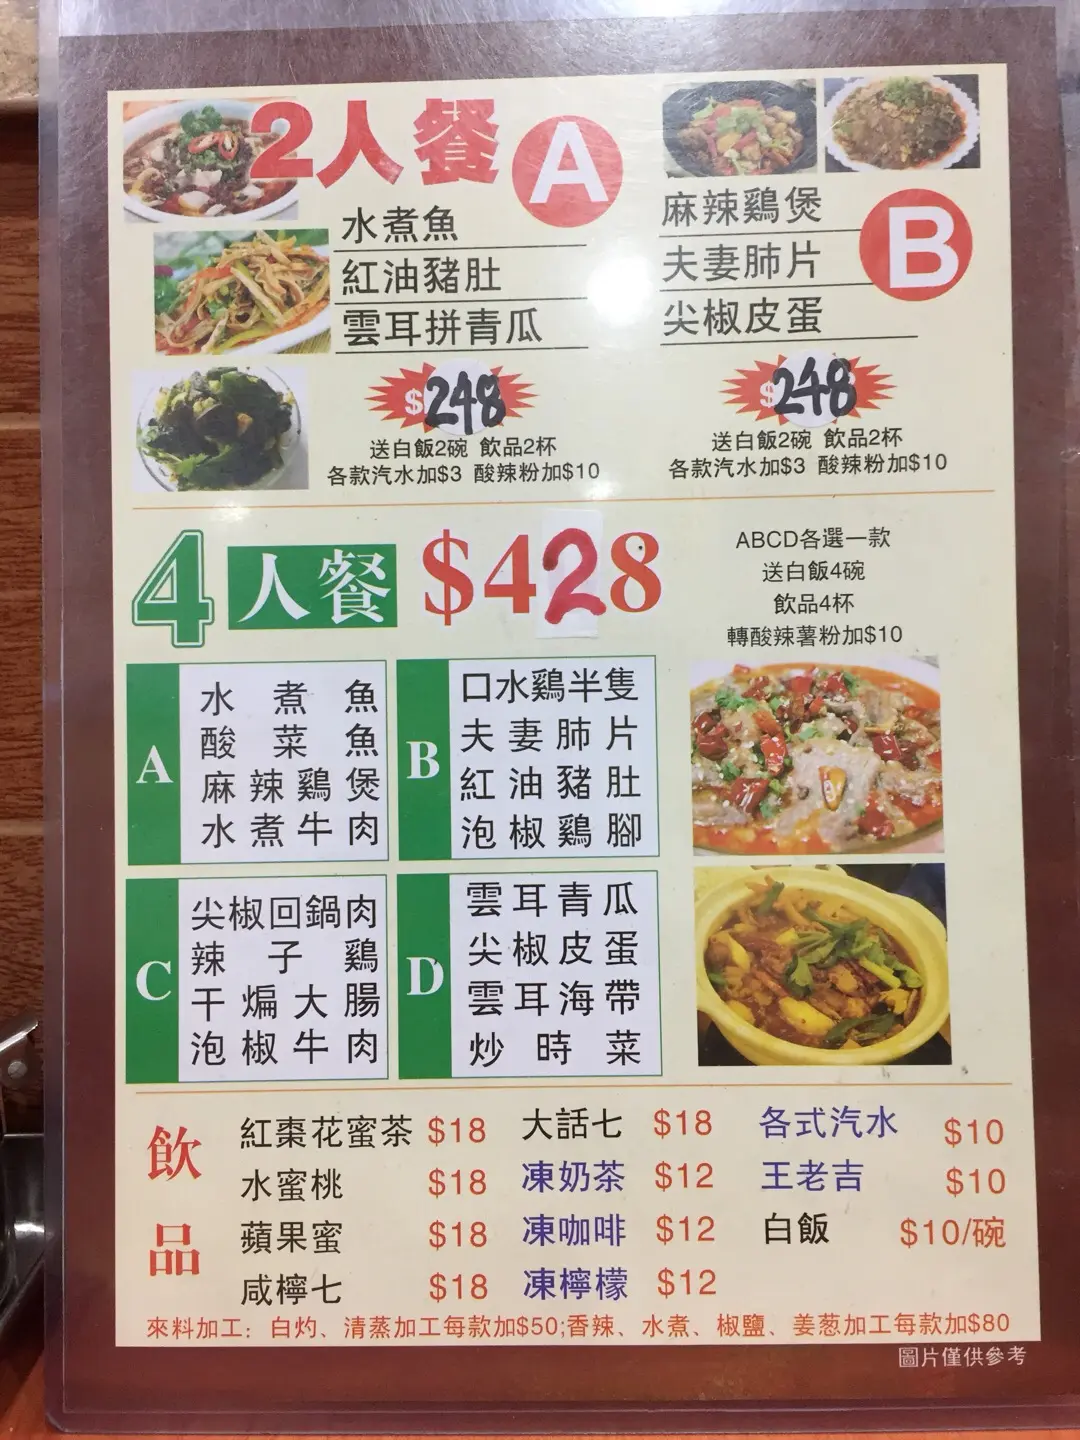 2人餐 A
水煮魚
紅油豬肚
雲耳拼青瓜
$248
送白飯2碗 飲品2杯
各款汽水加$3 酸辣粉加$10
B
麻辣鷄煲
夫妻肺片
尖椒皮蛋
$248
送白飯2碗 飲品2杯
各款汽水加$3 酸辣粉加$10
4人餐 $428
ABCD各選一款
送白飯4碗
飲品4杯
轉酸辣薯粉加$10
A
水煮魚
酸菜魚
麻辣鷄煲
水煮牛肉
B
口水鷄半隻
夫妻肺片
紅油豬肚
泡椒鷄腳
C
尖椒回鍋肉
辣子鷄
干煸大腸
泡椒牛肉
D
雲耳青瓜
尖椒皮蛋
雲耳海帶
炒時菜
飲品
紅棗花蜜茶 $18
水蜜桃 $18
蘋果蜜 $18
咸檸七 $18
大話七 $18
凍奶茶 $12
凍咖啡 $12
凍檸檬 $12
各式汽水 $10
王老吉 $10
白飯 $10/碗
來料加工：白灼、清蒸加工每款加$50;香辣、水煮、椒鹽、姜葱加工每款加$80
圖片僅供參考